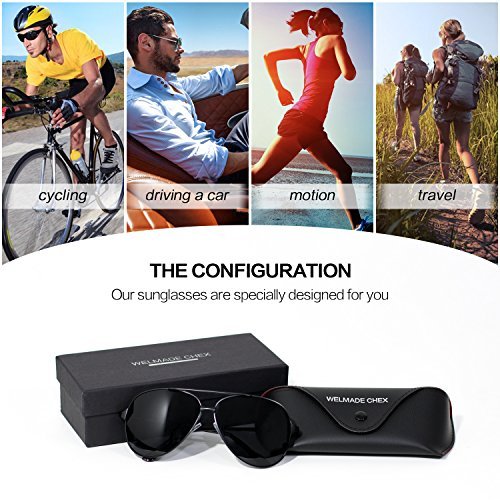 cycling
driving a car
motion
travel
THE CONFIGURATION
Our sunglasses are specially designed for you
WELMADE CHEX
WELMADE CHEX